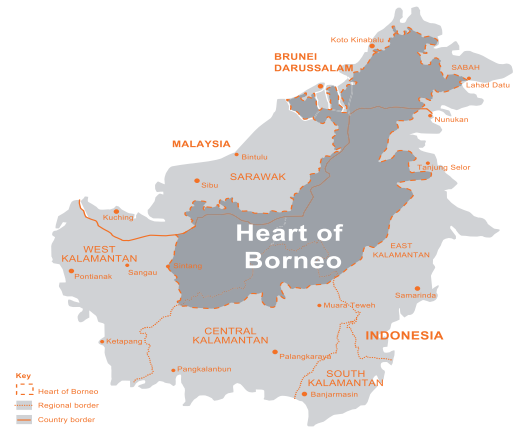 Koto Kinabalu
BRUNEI
DARUSSALAM
SABAH
Lahad Datu
Nunukan
MALAYSIA
Bintulu
Tanjung Selor
SARAWAK
Sibu
Kuching
Heart of
Borneo
WEST
KALAMANTAN
EAST
KALAMANTAN
Sangau
Pontianak
Samarinda
Muara Teweh
CENTRAL
KALAMANTAN
INDONESIA
Ketapang
Palangkaraya
Pangkalanbun
SOUTH
KALAMANTAN
Banjarmasin
Key
Heart of Borneo
Regional border
Country border